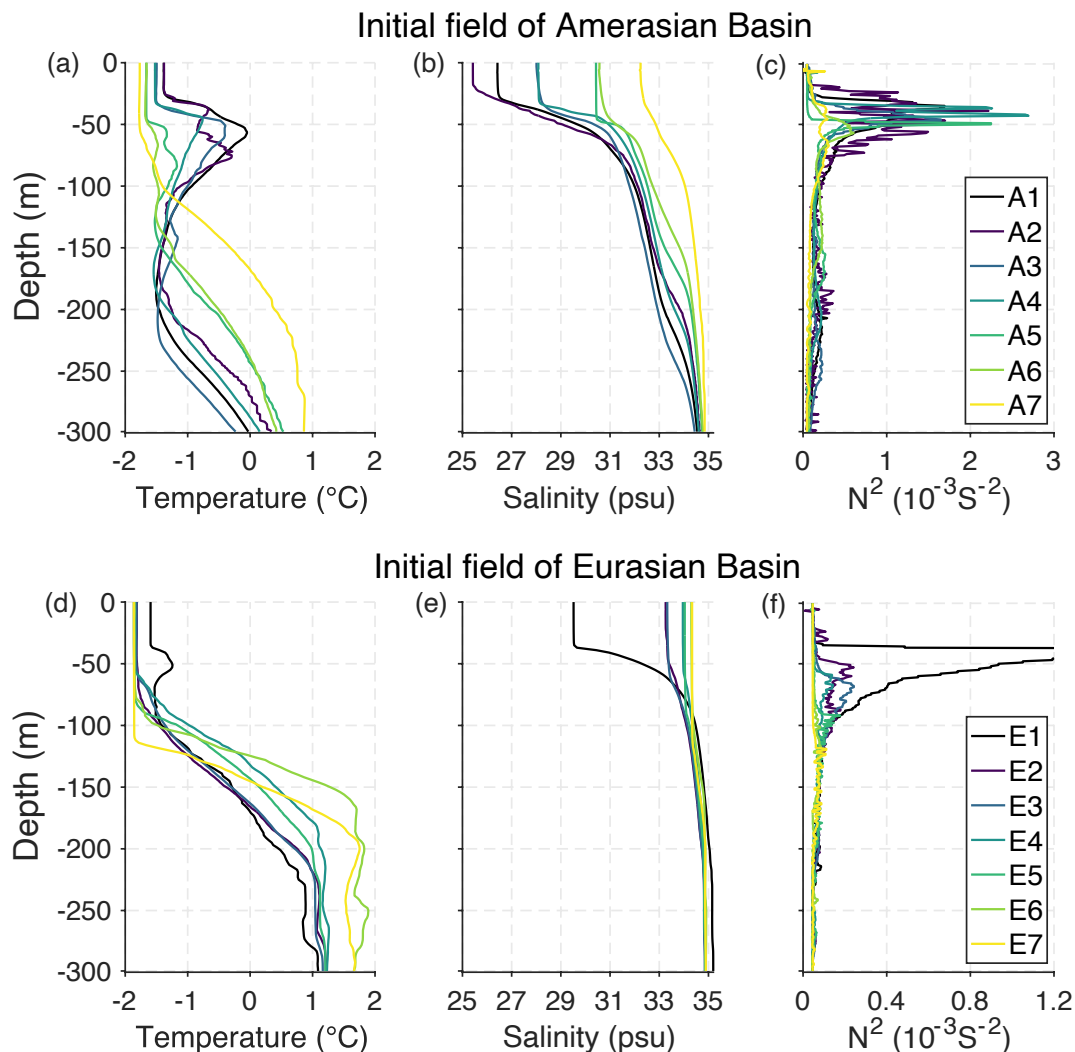 Initial field of Amerasian Basin
(a)
(b)
(c)
0
-50
-100
-150
-200
-250
-300
Depth (m)
-2 -1 0 1 2
Temperature (°C)
25 27 29 31 33 35
Salinity (psu)
0 1 2 3
N² (10⁻³S⁻²)
A1
A2
A3
A4
A5
A6
A7
Initial field of Eurasian Basin
(d)
(e)
(f)
0
-50
-100
-150
-200
-250
-300
Depth (m)
-2 -1 0 1 2
Temperature (°C)
25 27 29 31 33 35
Salinity (psu)
0 0.4 0.8 1.2
N² (10⁻³S⁻²)
E1
E2
E3
E4
E5
E6
E7